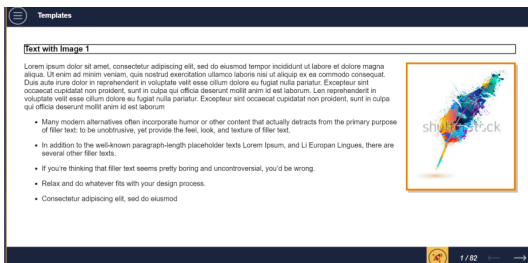 Templates
Text with Image 1
Lorem ipsum dolor sit amet, consectetur adipiscing elit, sed do eiusmod tempor incididunt ut labore et dolore magna
aliqua. Ut enim ad minim veniam, quis nostrud exercitation ullamco laboris nisi ut aliquip ex ea commodo consequat.
Duis aute irure dolor in reprehenderit in voluptate velit esse cillum dolore eu fugiat nulla pariatur. Excepteur sint
occaecat cupidatat non proident, sunt in culpa qui officia deserunt mollit anim id est laborum. Len reprehenderit in
voluptate velit esse cillum dolore eu fugiat nulla pariatur. Excepteur sint occaecat cupidatat non proident, sunt in culpa
qui officia deserunt mollit anim id est laborum
• Many modern alternatives often incorporate humor or other content that actually detracts from the primary purpose
of filler text: to be unobtrusive, yet provide the feel, look, and texture of filler text.
• In addition to the well-known paragraph-length placeholder texts Lorem Ipsum, and Li Europan Lingues, there are
several other filler texts.
• If you're thinking that filler text seems pretty boring and uncontroversial, you'd be wrong.
• Relax and do whatever fits with your design process.
• Consectetur adipiscing elit, sed do eiusmod
shutterstock
1 / 82